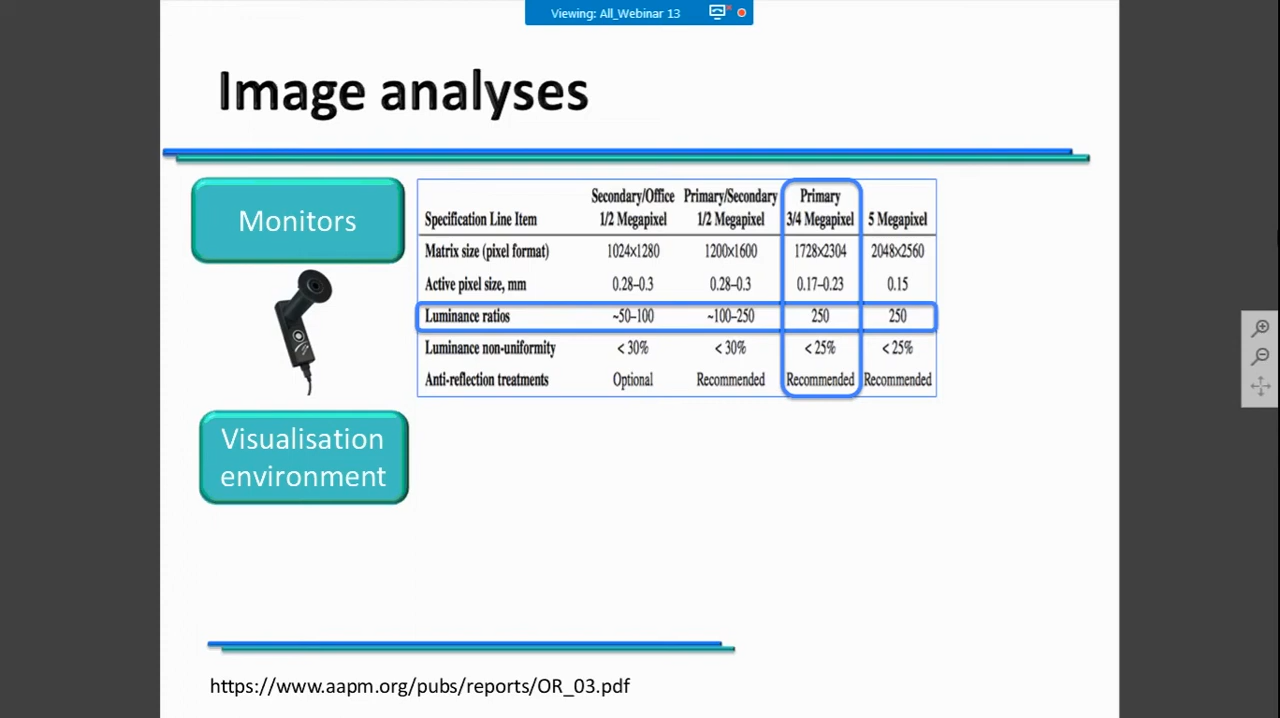 Viewing: All_Webinar 13
Image analyses
Monitors
Secondary/Office Primary/Secondary Primary
Specification Line Item 1/2 Megapixel 1/2 Megapixel 3/4 Megapixel 5 Megapixel
Matrix size (pixel format) 1024×1280 1200×1600 1728×2304 2048×2560
Active pixel size, mm 0.28–0.3 0.28–0.3 0.17–0.23 0.15
Luminance ratios ~50–100 ~100–250 250 250
Luminance non-uniformity < 30% < 30% < 25% < 25%
Anti-reflection treatments Optional Recommended Recommended Recommended
Visualisation
environment
https://www.aapm.org/pubs/reports/OR_03.pdf